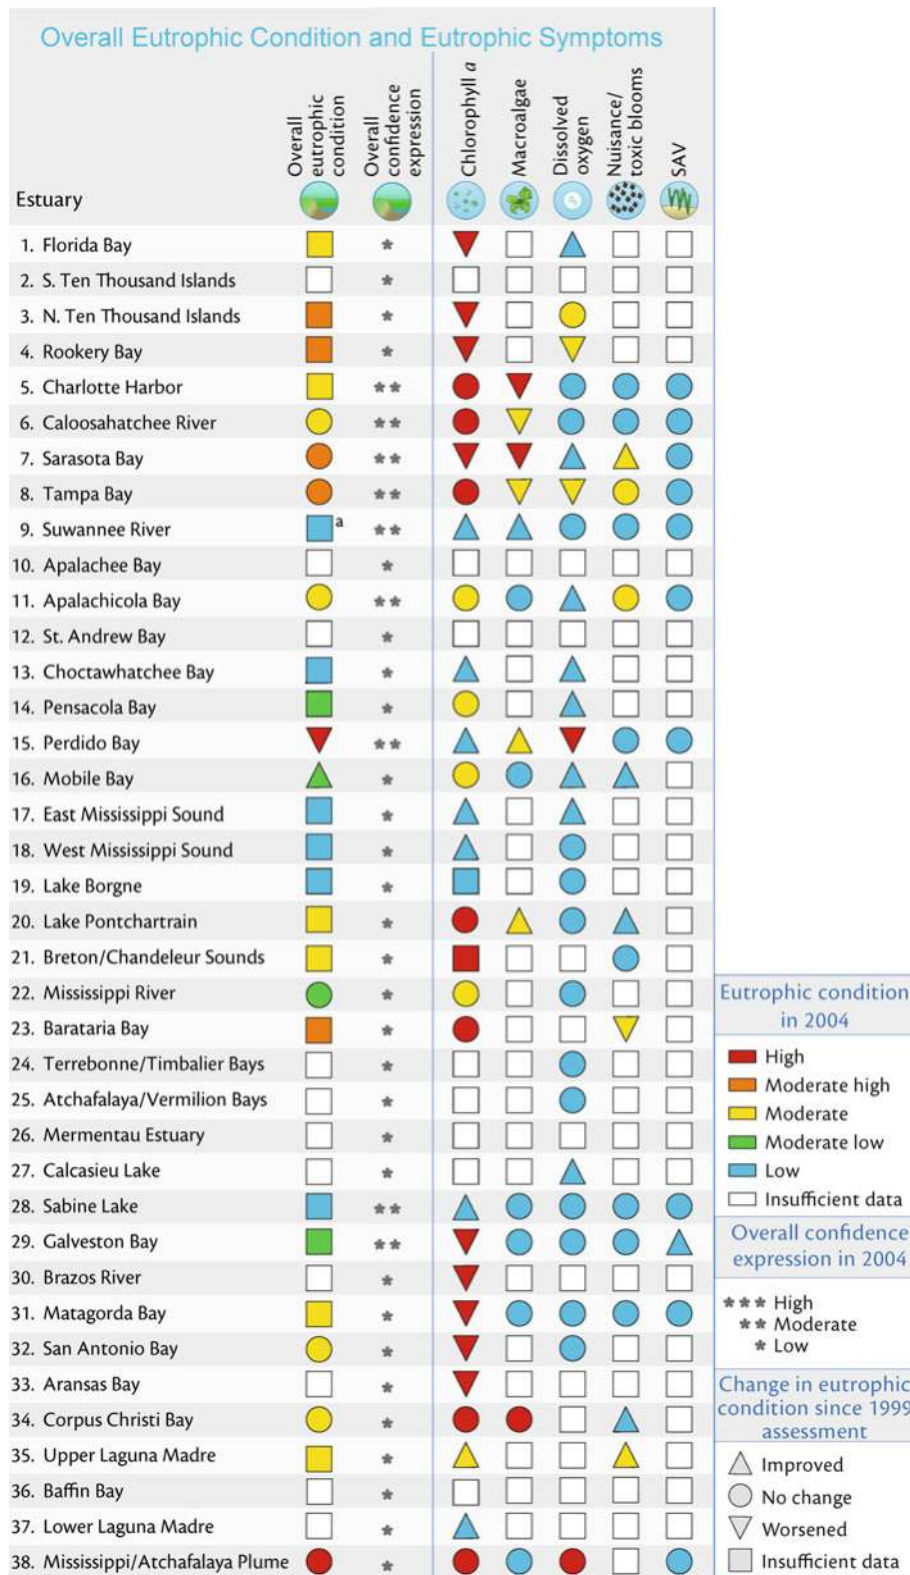 Overall Eutrophic Condition and Eutrophic Symptoms
Estuary
Overall
eutrophic
condition
Overall
confidence
expression
Chlorophyll a
Macroalgae
Dissolved
oxygen
Nuisance/
toxic blooms
SAV
1. Florida Bay *
2. S. Ten Thousand Islands *
3. N. Ten Thousand Islands *
4. Rookery Bay *
5. Charlotte Harbor **
6. Caloosahatchee River **
7. Sarasota Bay **
8. Tampa Bay **
9. Suwannee River a **
10. Apalachee Bay *
11. Apalachicola Bay **
12. St. Andrew Bay *
13. Choctawhatchee Bay *
14. Pensacola Bay *
15. Perdido Bay **
16. Mobile Bay *
17. East Mississippi Sound *
18. West Mississippi Sound *
19. Lake Borgne *
20. Lake Pontchartrain *
21. Breton/Chandeleur Sounds *
22. Mississippi River *
23. Barataria Bay *
24. Terrebonne/Timbalier Bays *
25. Atchafalaya/Vermilion Bays *
26. Mermentau Estuary *
27. Calcasieu Lake *
28. Sabine Lake **
29. Galveston Bay **
30. Brazos River *
31. Matagorda Bay *
32. San Antonio Bay *
33. Aransas Bay *
34. Corpus Christi Bay *
35. Upper Laguna Madre *
36. Baffin Bay *
37. Lower Laguna Madre *
38. Mississippi/Atchafalaya Plume *
Eutrophic condition
in 2004
High
Moderate high
Moderate
Moderate low
Low
Insufficient data
Overall confidence
expression in 2004
*** High
** Moderate
* Low
Change in eutrophic
condition since 1999
assessment
Improved
No change
Worsened
Insufficient data